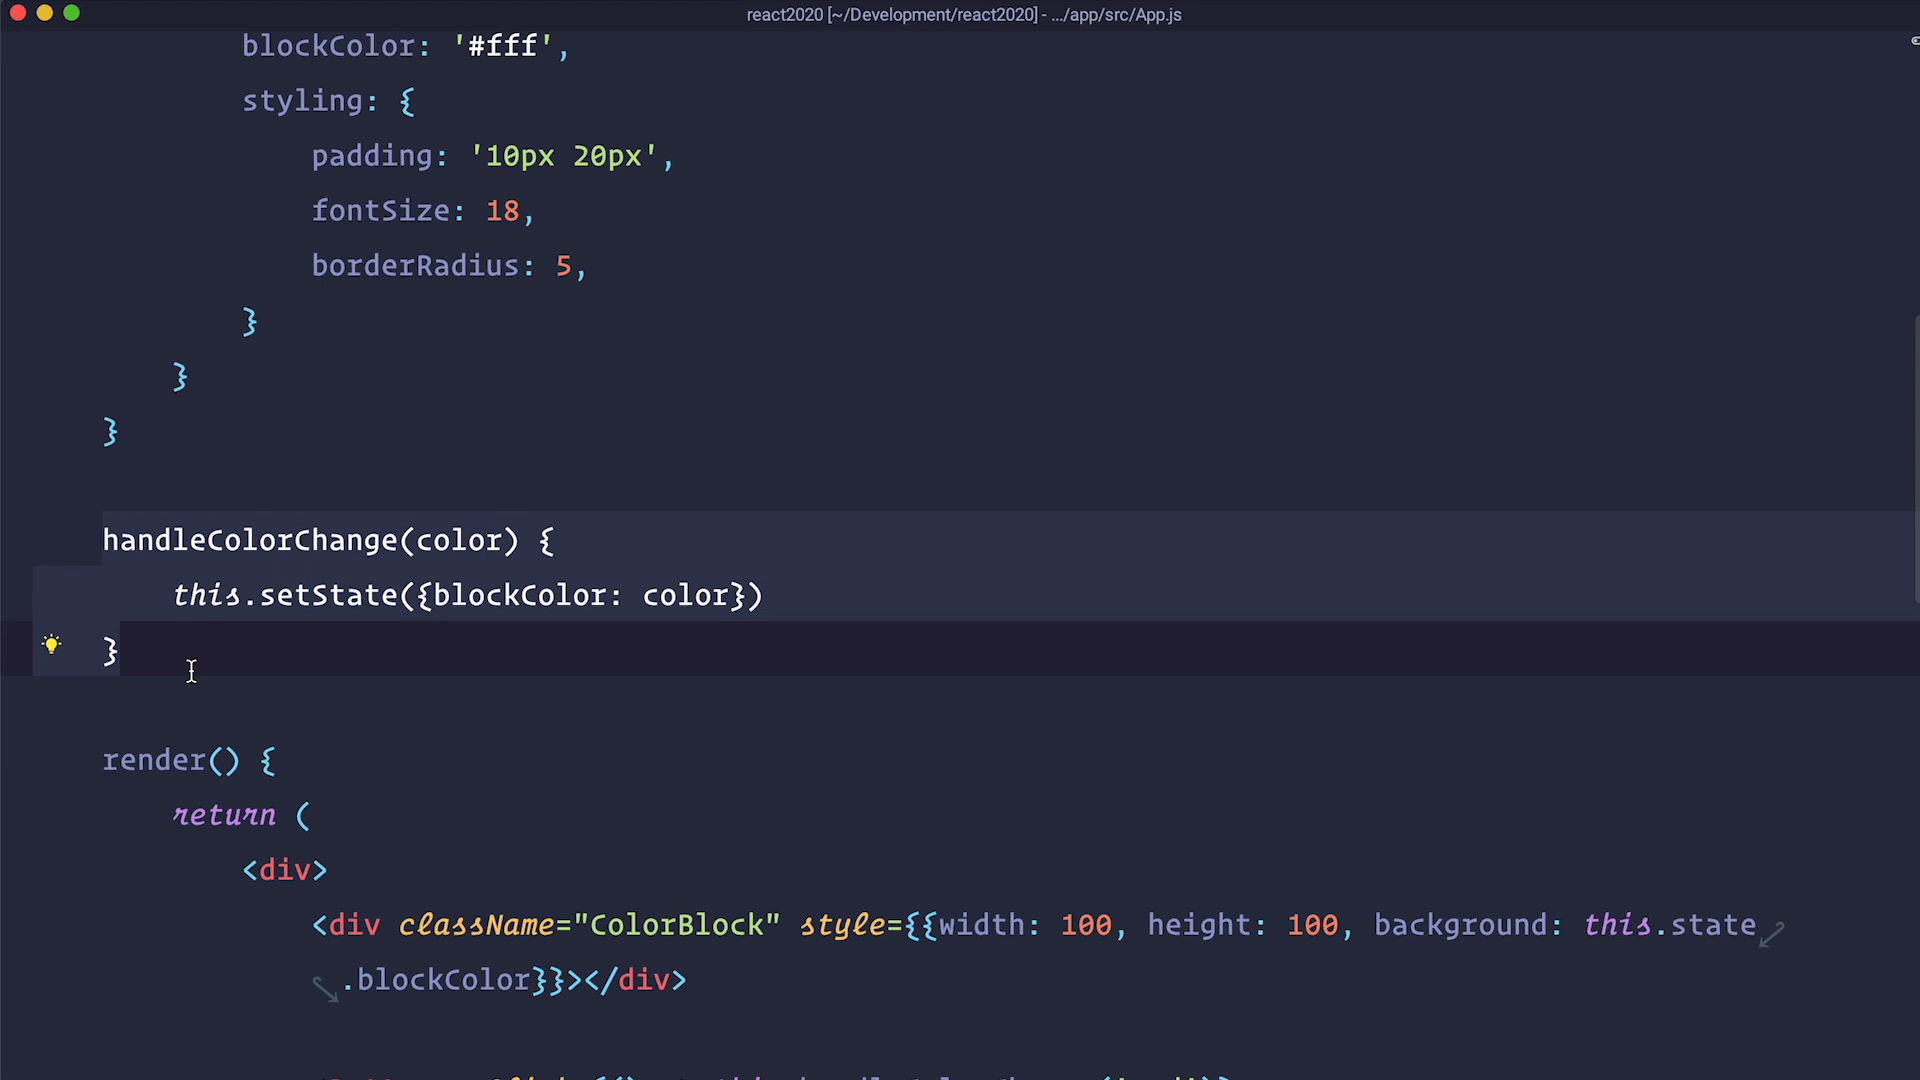 react2020 [~/Development/react2020] - .../app/src/App.js
blockColor: '#fff',
styling: {
padding: '10px 20px',
fontSize: 18,
borderRadius: 5,
}
}
}
handleColorChange(color) {
this.setState({blockColor: color})
}
render() {
return (
<div>
<div className="ColorBlock" style={{width: 100, height: 100, background: this.state
.blockColor}}></div>